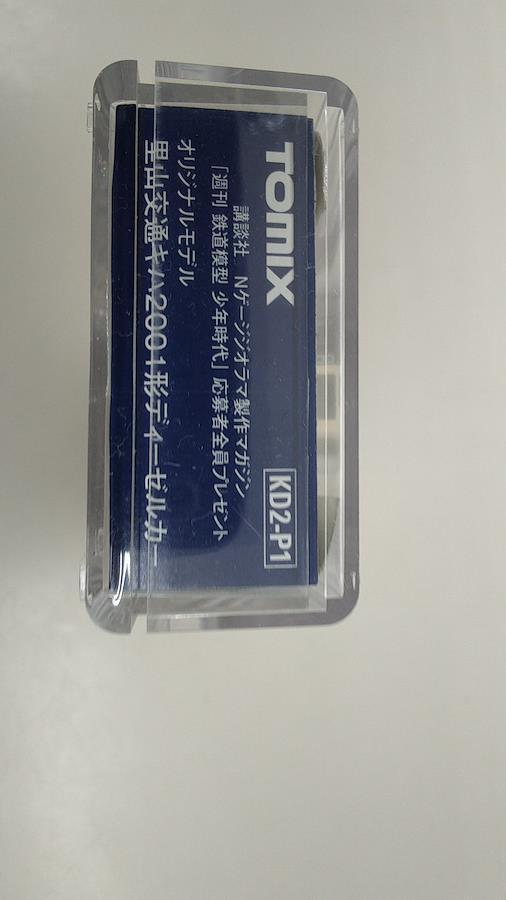 TOMIX
KD2-P1
講談社 Nゲージジオラマ製作マガジン
「週刊 鉄道模型 少年時代」応募者全員プレゼント
オリジナルモデル
里山交通キハ2001形ディーゼルカー